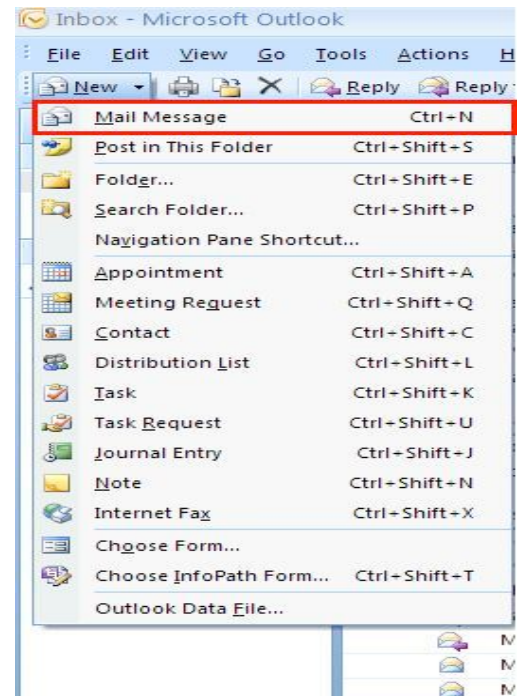 Inbox - Microsoft Outlook
File Edit View Go Tools Actions H
New Reply Reply
Mail Message Ctrl+N
Post in This Folder Ctrl+Shift+S
Folder... Ctrl+Shift+E
Search Folder... Ctrl+Shift+P
Navigation Pane Shortcut...
Appointment Ctrl+Shift+A
Meeting Request Ctrl+Shift+Q
Contact Ctrl+Shift+C
Distribution List Ctrl+Shift+L
Task Ctrl+Shift+K
Task Request Ctrl+Shift+U
Journal Entry Ctrl+Shift+J
Note Ctrl+Shift+N
Internet Fax Ctrl+Shift+X
Choose Form...
Choose InfoPath Form... Ctrl+Shift+T
Outlook Data File...